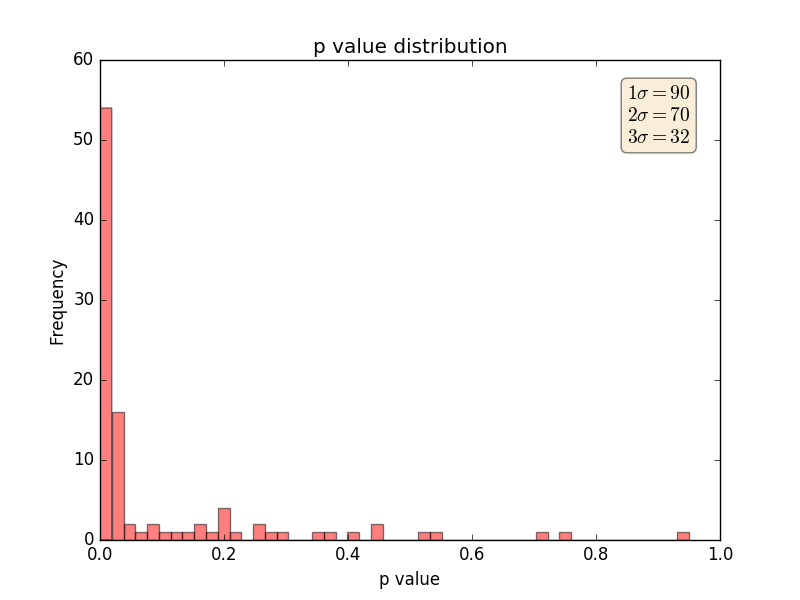 p value distribution
1σ = 90
2σ = 70
3σ = 32
60
50
40
30
20
10
0
Frequency
0.0 0.2 0.4 0.6 0.8 1.0
p value